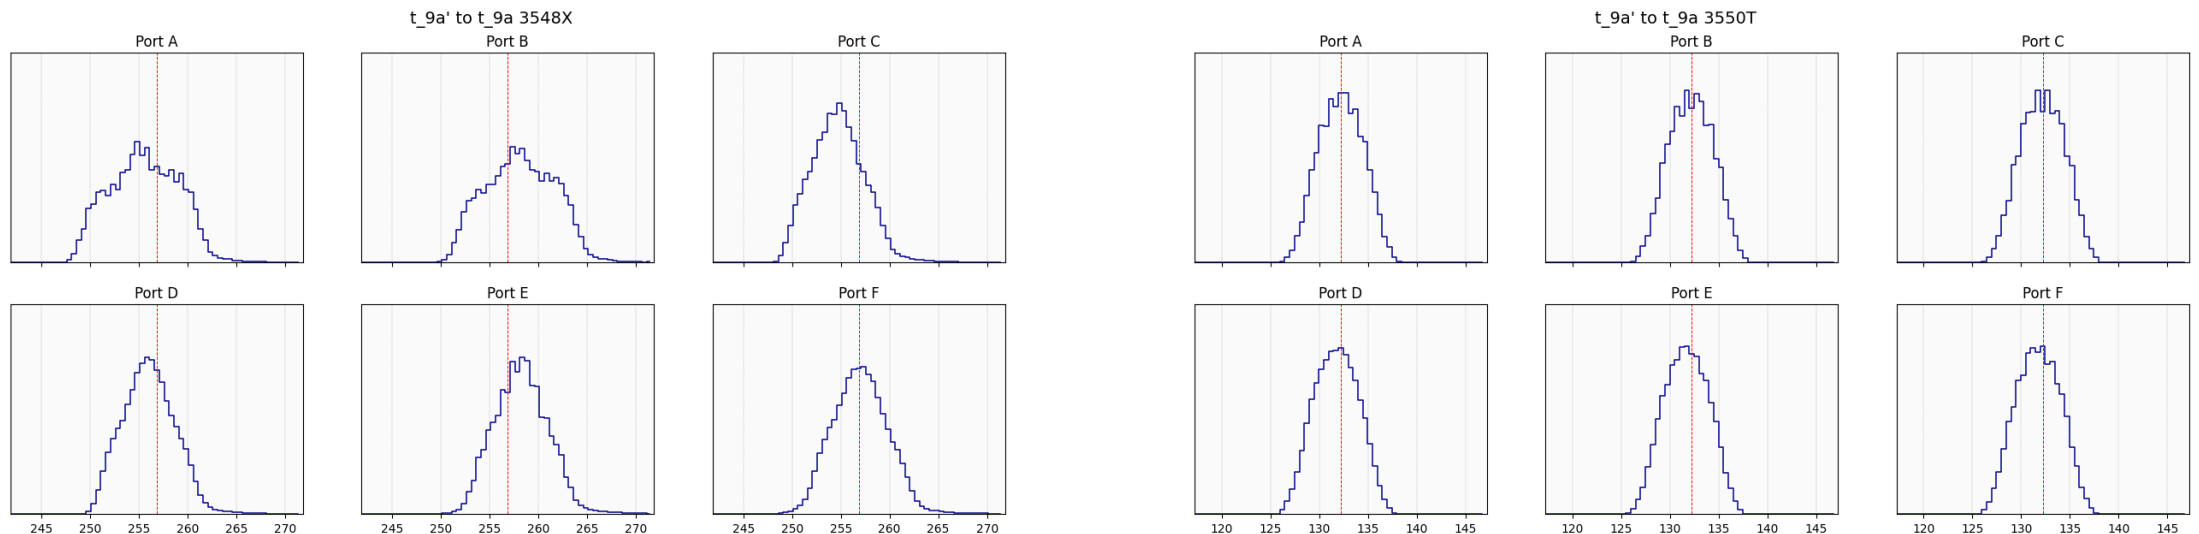 t_9a' to t_9a 3548X
Port A
Port B
Port C
Port D
Port E
Port F
245 250 255 260 265 270
245 250 255 260 265 270
245 250 255 260 265 270
t_9a' to t_9a 3550T
Port A
Port B
Port C
Port D
Port E
Port F
120 125 130 135 140 145
120 125 130 135 140 145
120 125 130 135 140 145